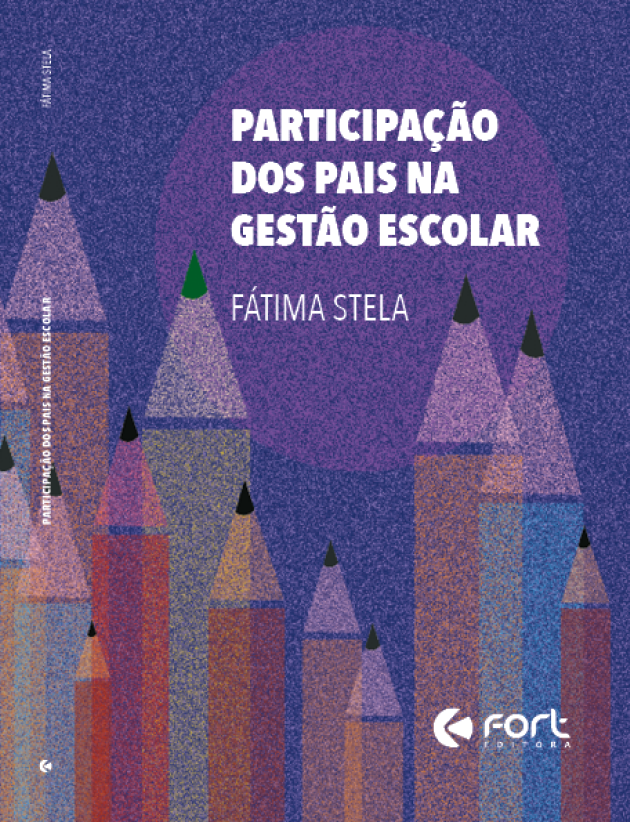 FÁTIMA STELA
PARTICIPAÇÃO DOS PAIS NA GESTÃO ESCOLAR
PARTICIPAÇÃO
DOS PAIS NA
GESTÃO ESCOLAR
FÁTIMA STELA
FORT
EDITORA